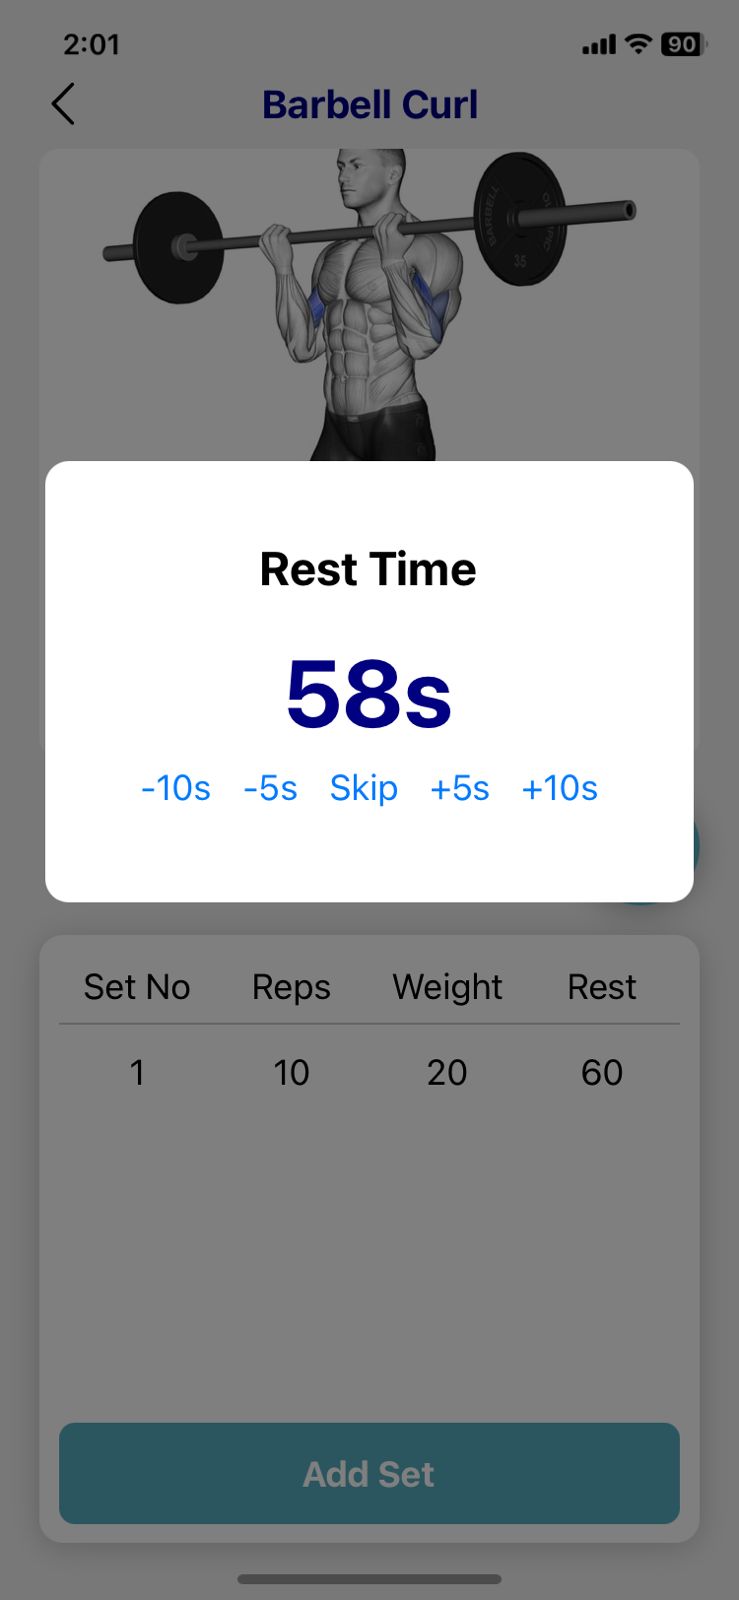 2:01
90
Barbell Curl
BARBELL
35
Rest Time
58s
-10s -5s Skip +5s +10s
Set No Reps Weight Rest
1 10 20 60
Add Set